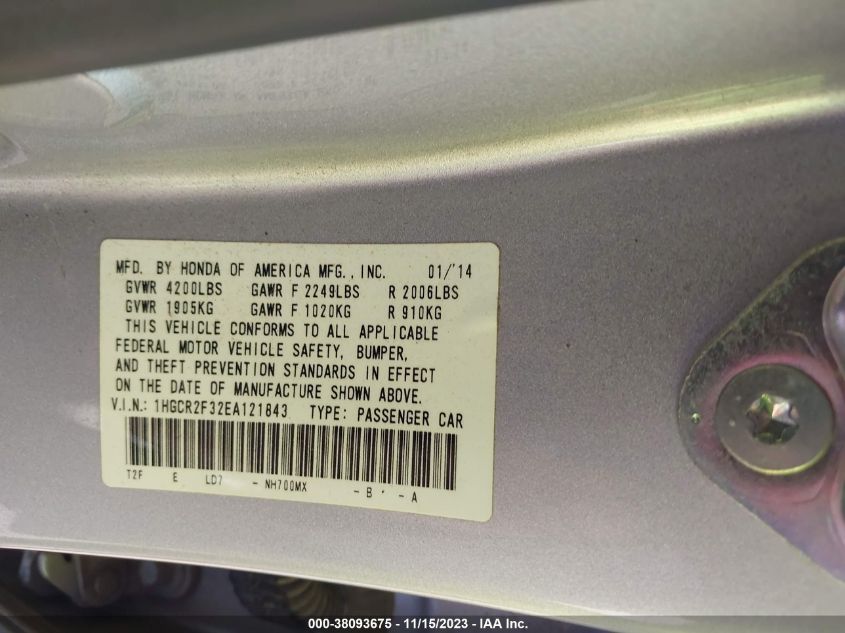 MFD. BY HONDA OF AMERICA MFG., INC. 01/'14
GVWR 4200LBS GAWR F 2249LBS R 2006LBS
GVWR 1905KG GAWR F 1020KG R 910KG
THIS VEHICLE CONFORMS TO ALL APPLICABLE
FEDERAL MOTOR VEHICLE SAFETY, BUMPER,
AND THEFT PREVENTION STANDARDS IN EFFECT
ON THE DATE OF MANUFACTURE SHOWN ABOVE.
V.I.N.: 1HGCR2F32EA121843 TYPE: PASSENGER CAR
T2F E LD7 - NH700MX - B - A
000-38093675 - 11/15/2023 - IAA Inc.